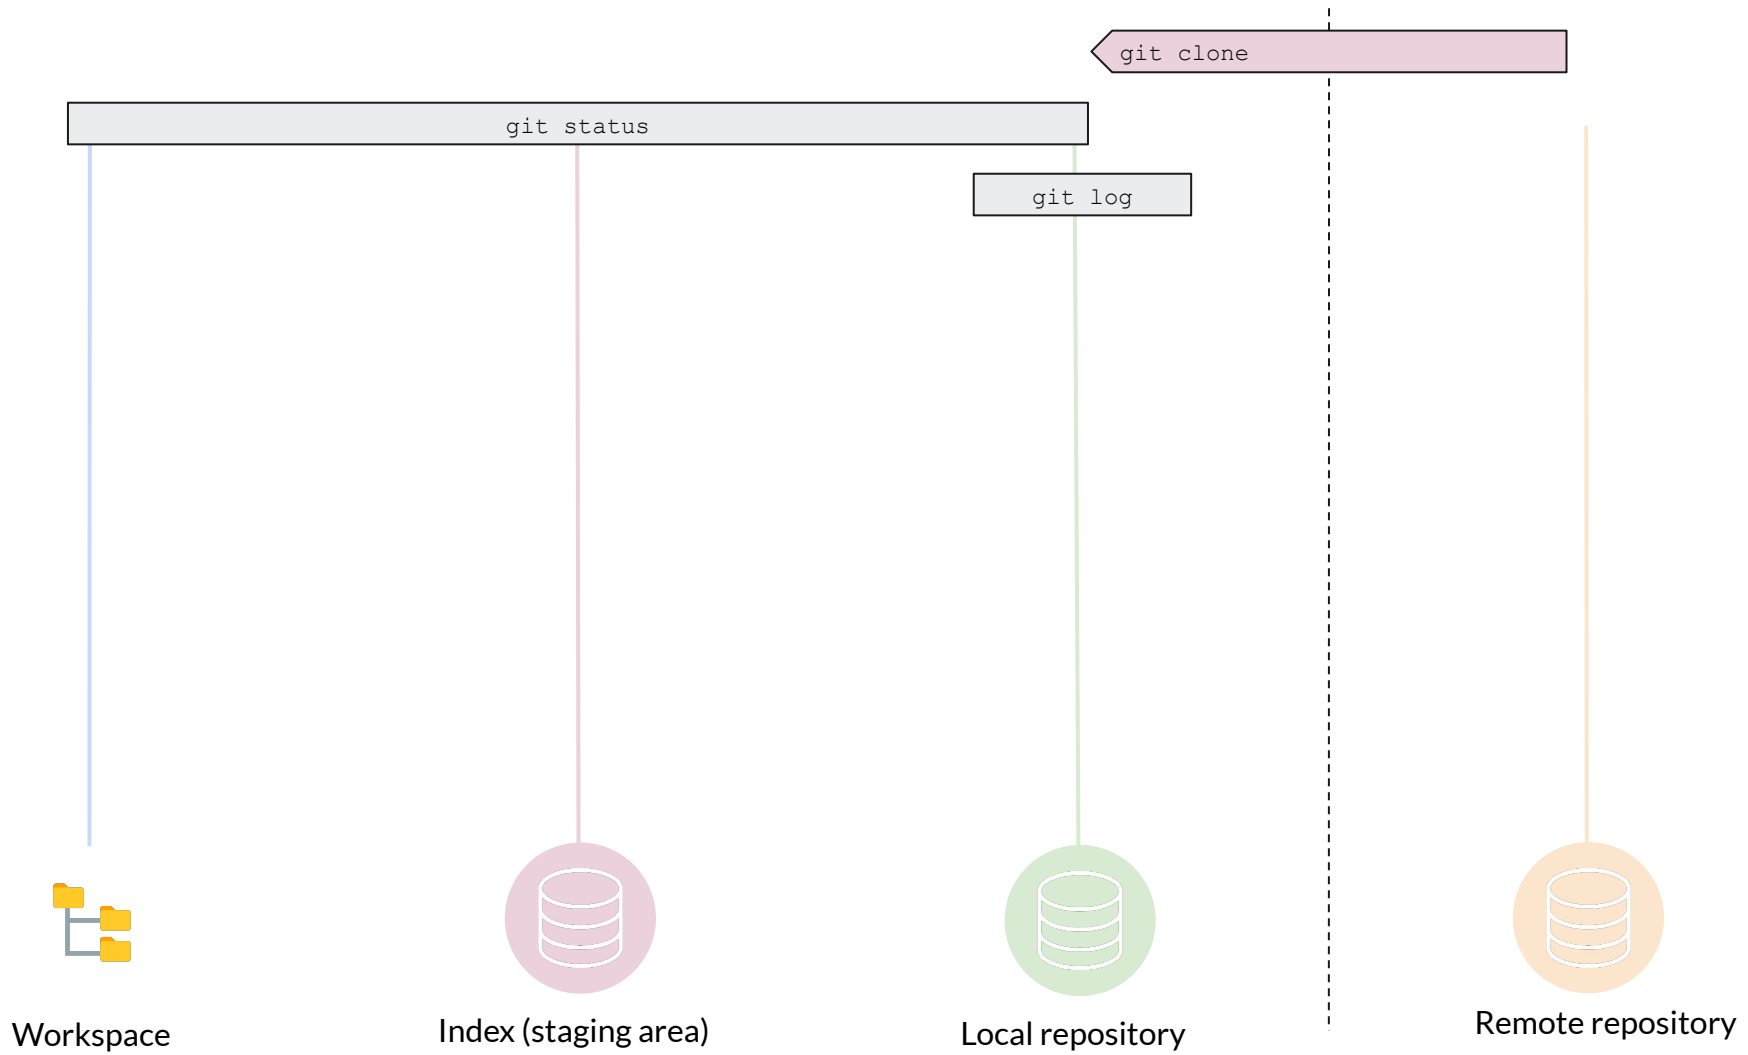 git clone
git status
git log
Workspace
Index (staging area)
Local repository
Remote repository